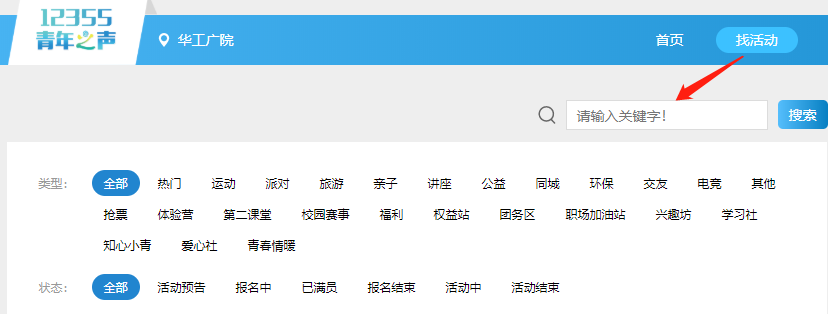 12355
青年之声
华工广院 首页 找活动
请输入关键字! 搜索
类型: 全部 热门 运动 派对 旅游 亲子 讲座 公益 同城 环保 交友 电竞 其他
抢票 体验营 第二课堂 校园赛事 福利 权益站 团务区 职场加油站 兴趣坊 学习社
知心小青 爱心社 青春情暖
状态: 全部 活动预告 报名中 已满员 报名结束 活动中 活动结束